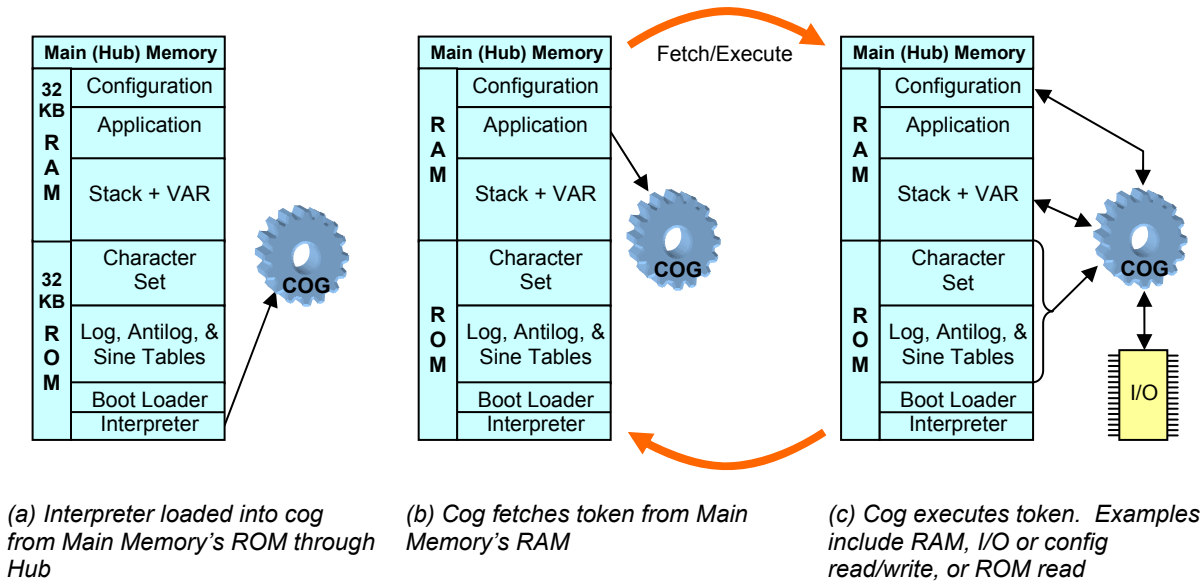 Main (Hub) Memory
32
KB
R
A
M
Configuration
Application
Stack + VAR
32
KB
R
O
M
Character
Set
Log, Antilog, &
Sine Tables
Boot Loader
Interpreter
COG
(a) Interpreter loaded into cog
from Main Memory’s ROM through
Hub
Fetch/Execute
Main (Hub) Memory
R
A
M
Configuration
Application
Stack + VAR
R
O
M
Character
Set
Log, Antilog, &
Sine Tables
Boot Loader
Interpreter
COG
(b) Cog fetches token from Main
Memory’s RAM
Main (Hub) Memory
R
A
M
Configuration
Application
Stack + VAR
R
O
M
Character
Set
Log, Antilog, &
Sine Tables
Boot Loader
Interpreter
COG
I/O
(c) Cog executes token.  Examples
include RAM, I/O or config
read/write, or ROM read